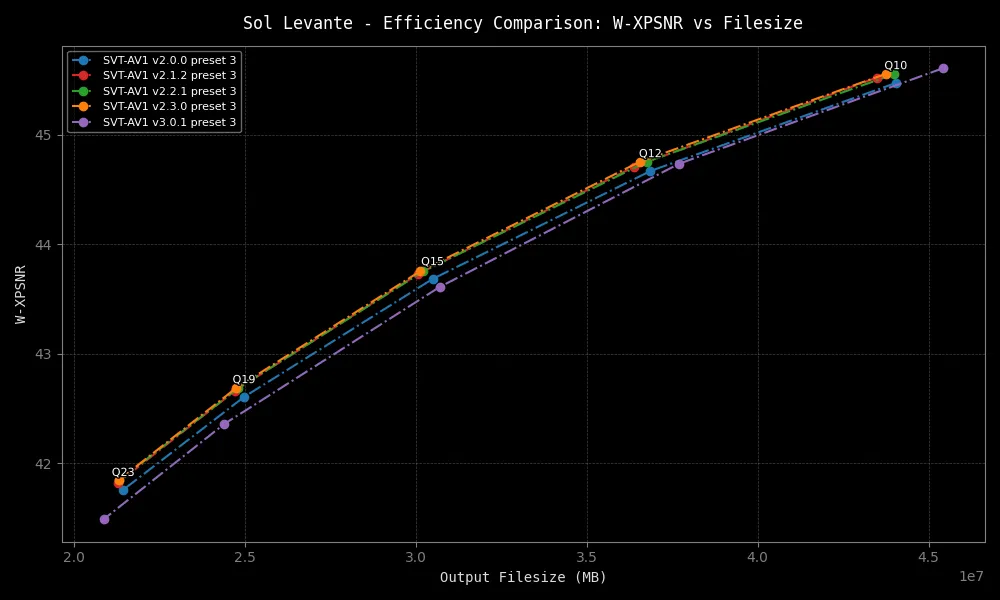 Sol Levante - Efficiency Comparison: W-XPSNR vs Filesize
SVT-AV1 v2.0.0 preset 3
SVT-AV1 v2.1.2 preset 3
SVT-AV1 v2.2.1 preset 3
SVT-AV1 v2.3.0 preset 3
SVT-AV1 v3.0.1 preset 3
Q10
Q12
Q15
Q19
Q23
45
44
43
42
W-XPSNR
2.0
2.5
3.0
3.5
4.0
4.5
1e7
Output Filesize (MB)